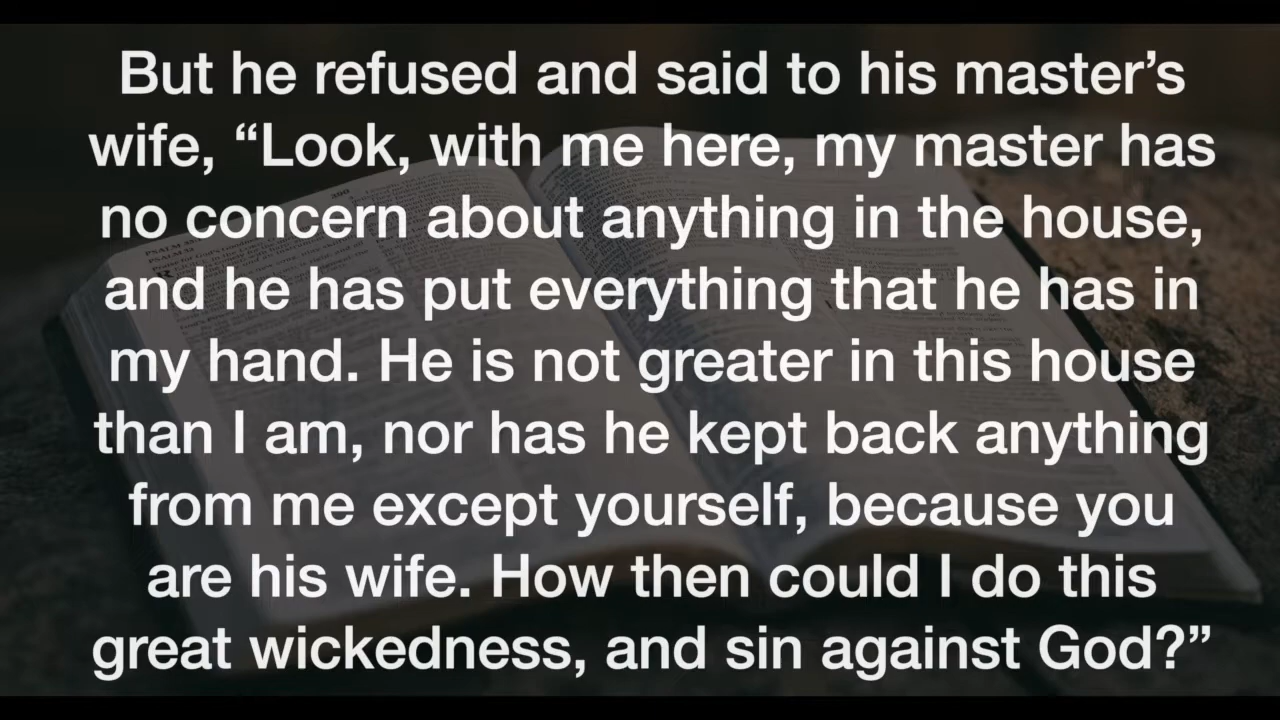 But he refused and said to his master’s
wife, “Look, with me here, my master has
no concern about anything in the house,
and he has put everything that he has in
my hand. He is not greater in this house
than I am, nor has he kept back anything
from me except yourself, because you
are his wife. How then could I do this
great wickedness, and sin against God?”